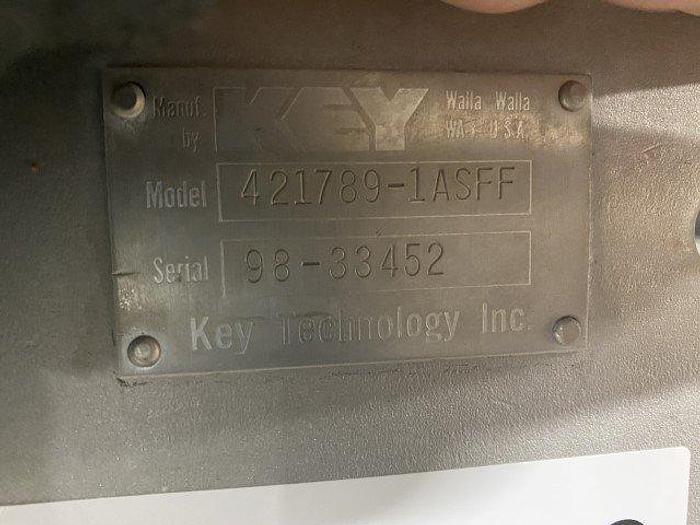 Manuf. by KEY Walla Walla
WA. U.S.A.
Model 421789-1ASFF
Serial 98-33452
Key Technology Inc.